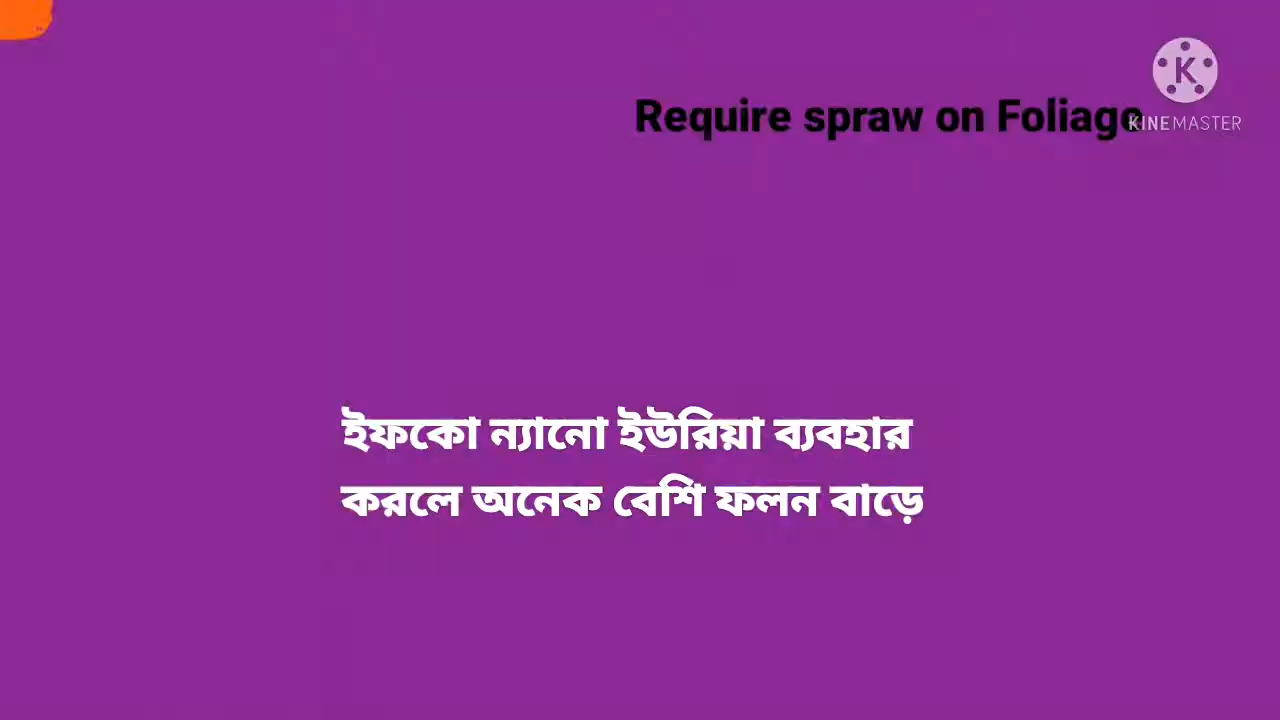 Require spraw on Foliage
K
KINEMASTER
ইফকো ন্যানো ইউরিয়া ব্যবহার
করলে অনেক বেশি ফলন বাড়ে